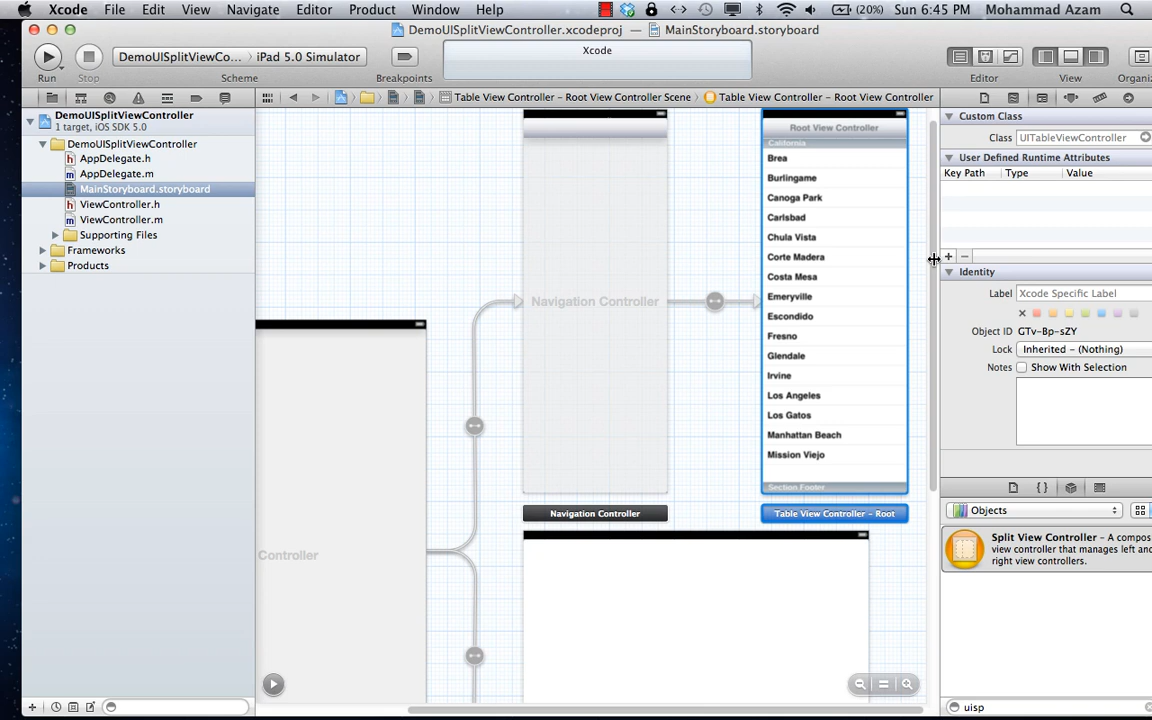 Xcode File Edit View Navigate Editor Product Window Help (20%) Sun 6:45 PM Mohammad Azam
DemoUISplitViewController.xcodeproj — MainStoryboard.storyboard
DemoUISplitViewCo... iPad 5.0 Simulator
Xcode
Run Stop Scheme Breakpoints Editor View Organi
Table View Controller – Root View Controller Scene Table View Controller – Root View Controller
DemoUISplitViewController
1 target, iOS SDK 5.0
DemoUISplitViewController
h AppDelegate.h
m AppDelegate.m
MainStoryboard.storyboard
h ViewController.h
m ViewController.m
Supporting Files
Frameworks
Products
Controller
Navigation Controller
Navigation Controller
Root View Controller
California
Brea
Burlingame
Canoga Park
Carlsbad
Chula Vista
Corte Madera
Costa Mesa
Emeryville
Escondido
Fresno
Glendale
Irvine
Los Angeles
Los Gatos
Manhattan Beach
Mission Viejo
Section Footer
Table View Controller – Root
Custom Class
Class UITableViewController
User Defined Runtime Attributes
Key Path Type Value
Identity
Label Xcode Specific Label
Object ID GTv-Bp-sZY
Lock Inherited – (Nothing)
Notes Show With Selection
Objects
Split View Controller – A compos
view controller that manages left and
right view controllers.
uisp